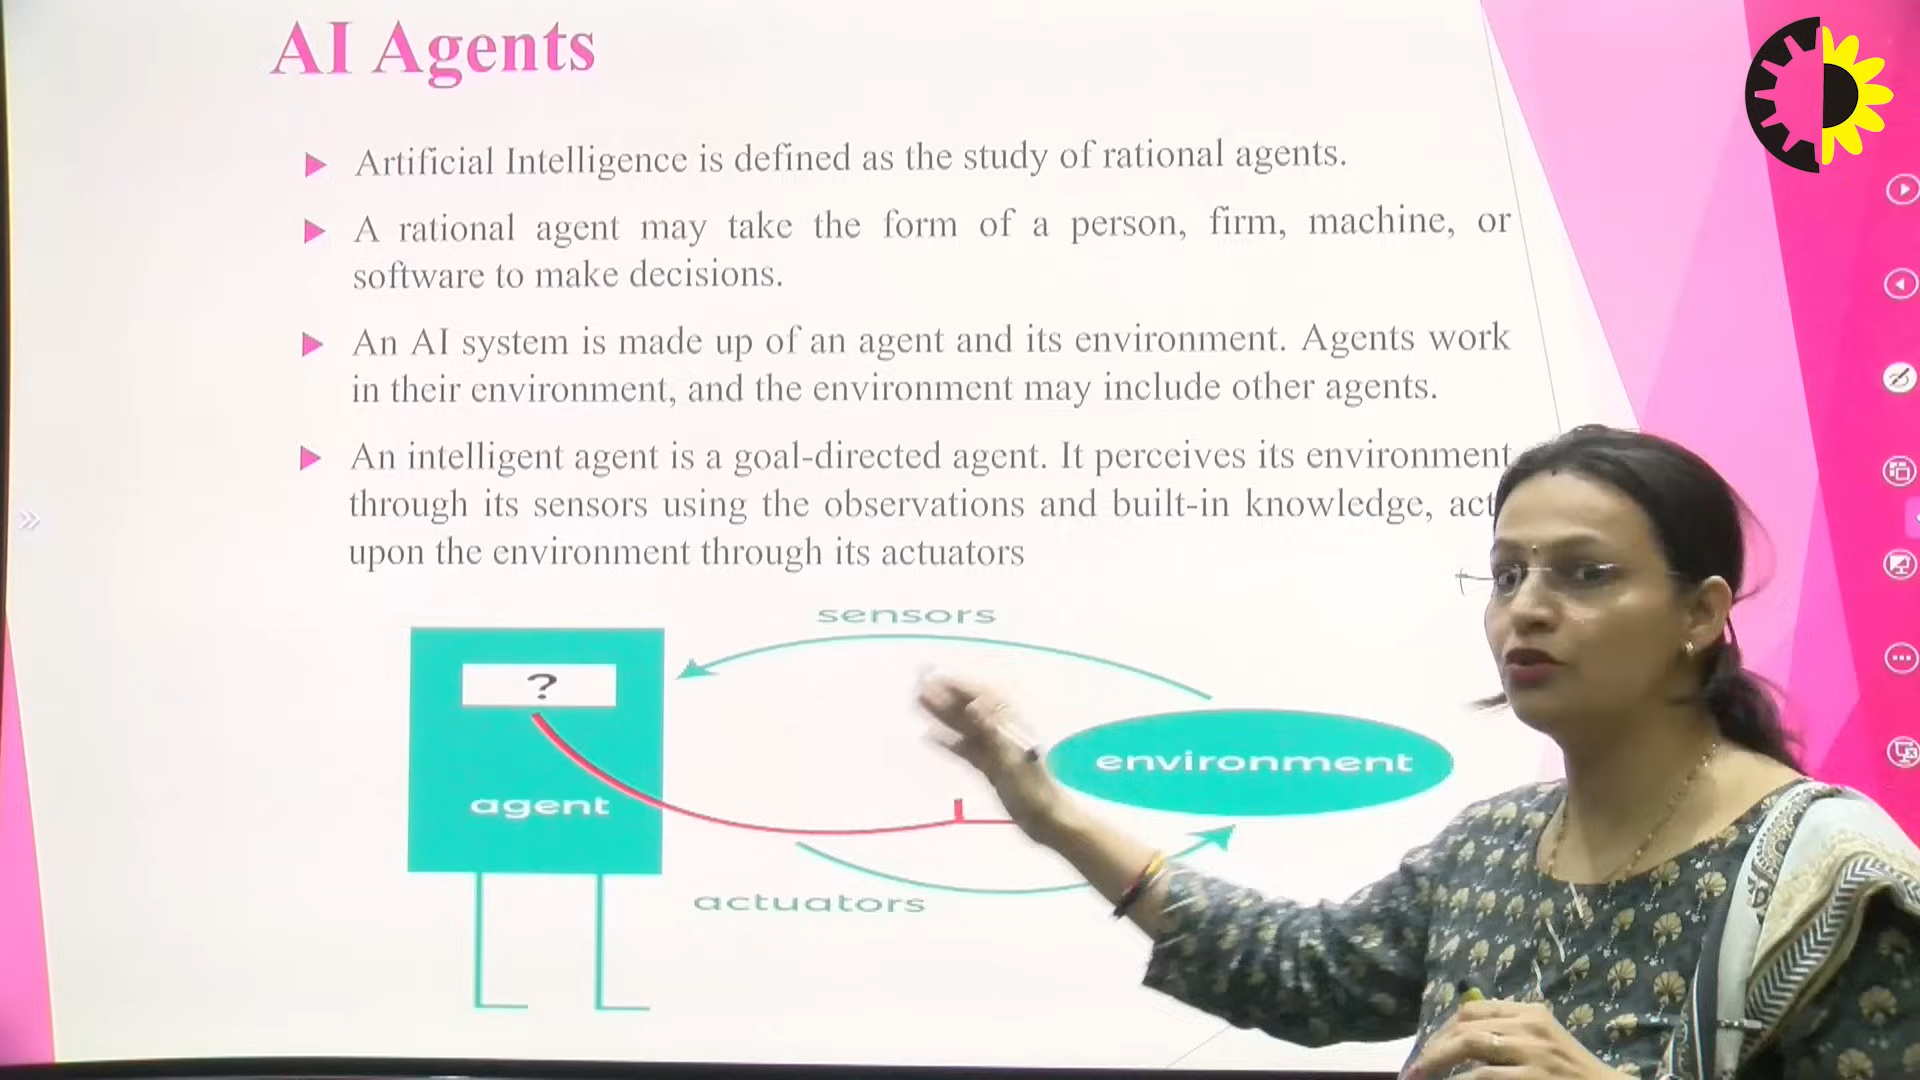 AI Agents
Artificial Intelligence is defined as the study of rational agents.
A rational agent may take the form of a person, firm, machine, or
software to make decisions.
An AI system is made up of an agent and its environment. Agents work
in their environment, and the environment may include other agents.
An intelligent agent is a goal-directed agent. It perceives its environment
through its sensors using the observations and built-in knowledge, act
upon the environment through its actuators
sensors
?
environment
agent
actuators